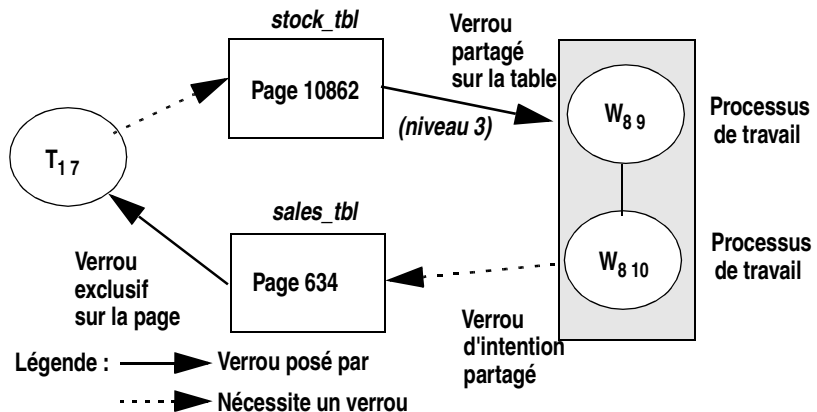 stock_tbl
Page 10862
Verrou
partagé
sur la table
(niveau 3)
W8 9
Processus
de travail
T1 7
sales_tbl
Page 634
Verrou
exclusif
sur la page
W8 10
Processus
de travail
Verrou
d'intention
partagé
Légende :
Verrou posé par
Nécessite un verrou